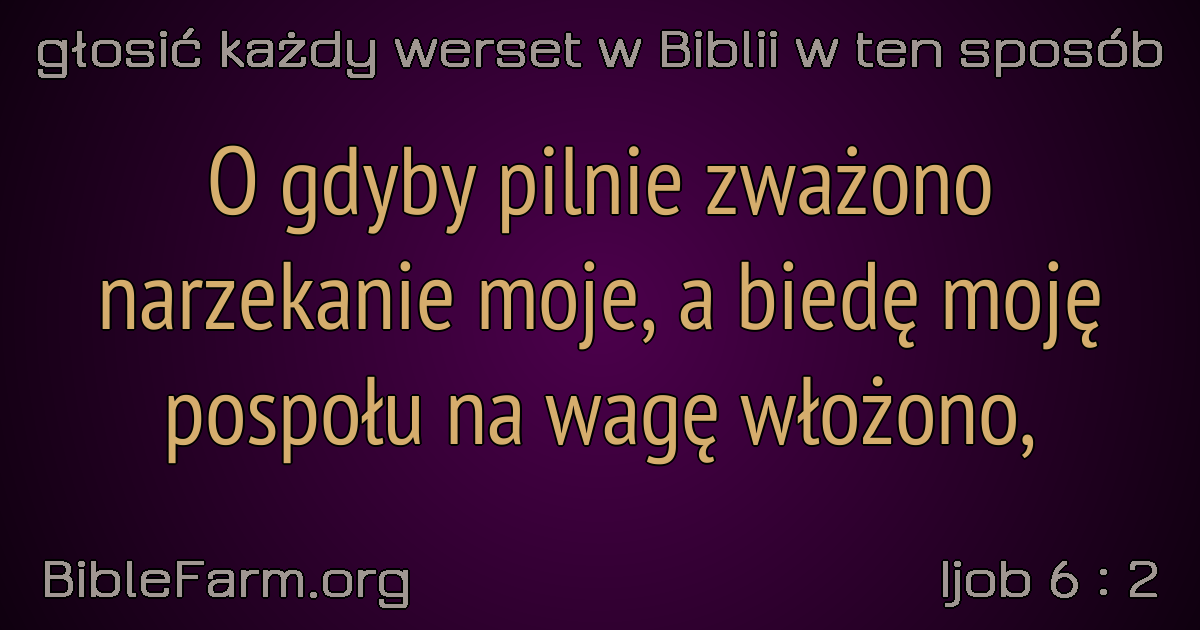 głosić każdy werset w Biblii w ten sposób
O gdyby pilnie zważono
narzekanie moje, a biedę moję
pospołu na wagę włożono,
BibleFarm.org
Ijob 6 : 2